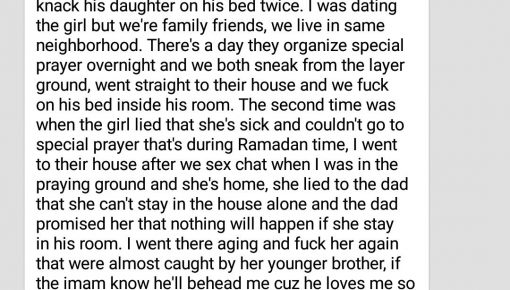 knack his daughter on his bed twice. I was dating
the girl but we're family friends, we live in same
neighborhood. There's a day they organize special
prayer overnight and we both sneak from the layer
ground, went straight to their house and we fuck
on his bed inside his room. The second time was
when the girl lied that she's sick and couldn't go to
special prayer that's during Ramadan time, I went
to their house after we sex chat when I was in the
praying ground and she's home, she lied to the dad
that she can't stay in the house alone and the dad
promised her that nothing will happen if she stay
in his room. I went there aging and fuck her again
that were almost caught by her younger brother, if
the imam know he'll behead me cuz he loves me so